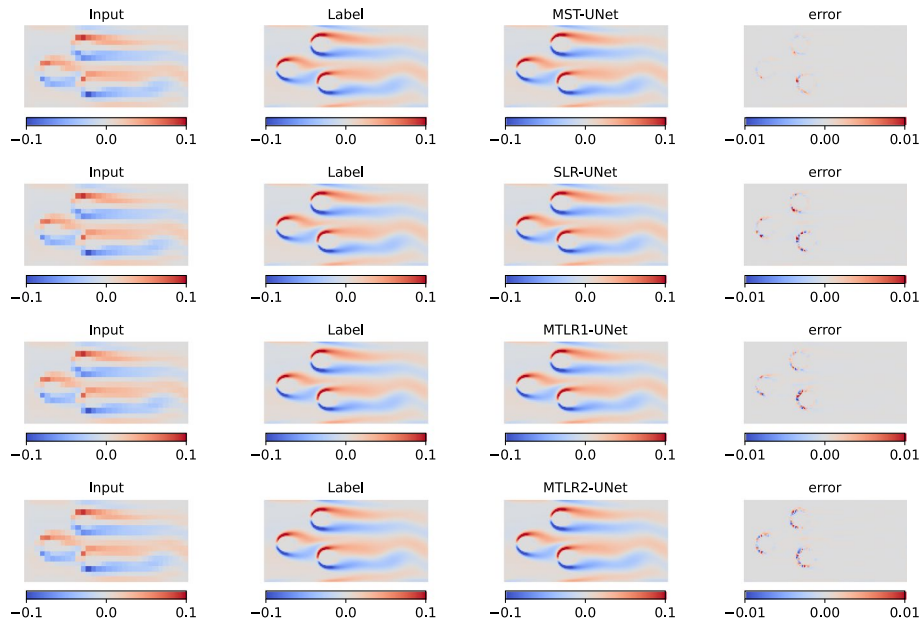 Input Label MST-UNet error
−0.1 0.0 0.1 −0.1 0.0 0.1 −0.1 0.0 0.1 −0.01 0.00 0.01
Input Label SLR-UNet error
−0.1 0.0 0.1 −0.1 0.0 0.1 −0.1 0.0 0.1 −0.01 0.00 0.01
Input Label MTLR1-UNet error
−0.1 0.0 0.1 −0.1 0.0 0.1 −0.1 0.0 0.1 −0.01 0.00 0.01
Input Label MTLR2-UNet error
−0.1 0.0 0.1 −0.1 0.0 0.1 −0.1 0.0 0.1 −0.01 0.00 0.01